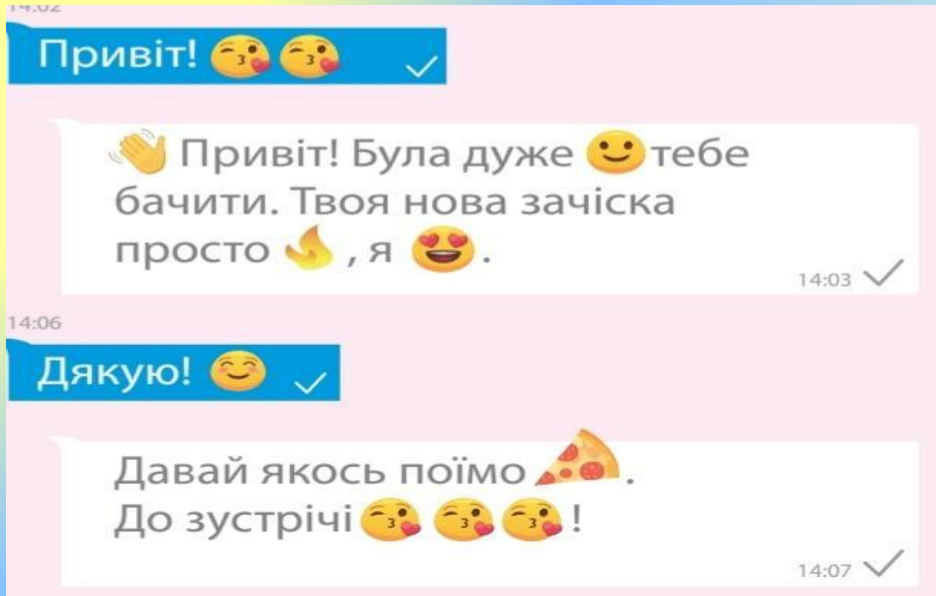 14:02
Привіт! 😘😘
👋 Привіт! Була дуже 🙂 тебе
бачити. Твоя нова зачіска
просто 🔥, я 😍.
14:03
14:06
Дякую! 😊
Давай якось поїмо 🍕.
До зустрічі 😘😘😘!
14:07